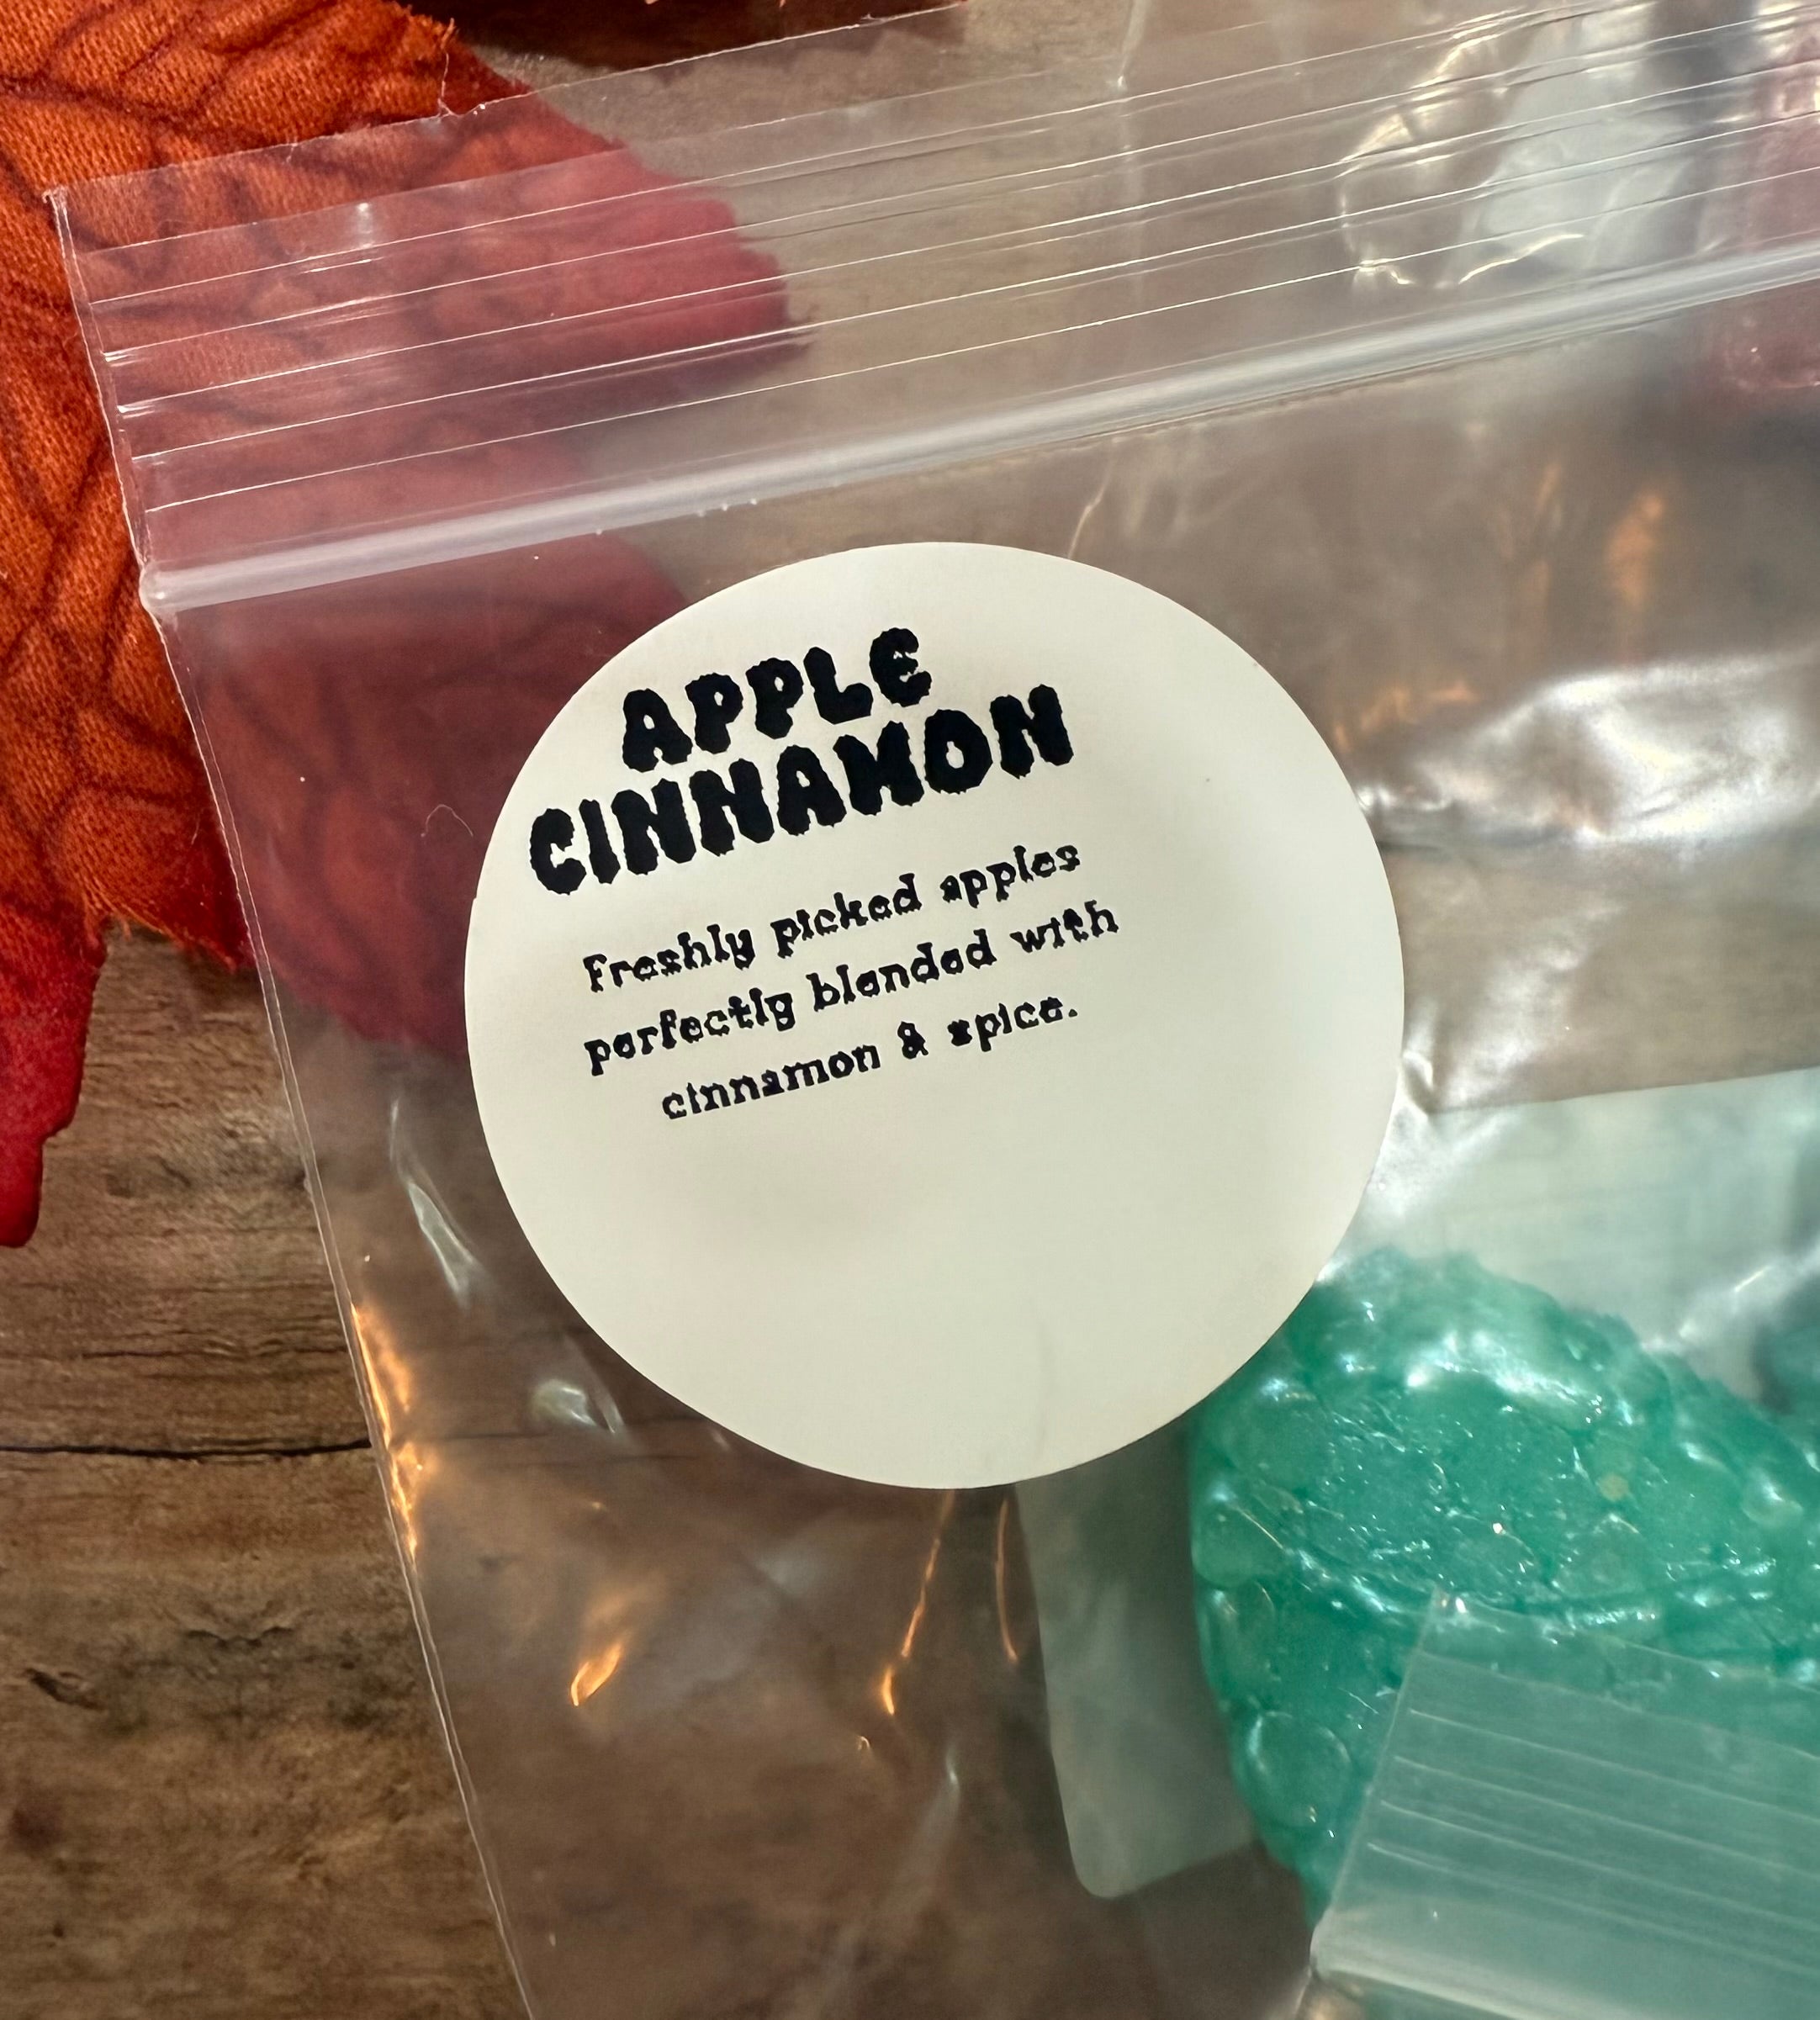 APPLE
CINNAMON
Freshly picked apples
perfectly blended with
cinnamon & spice.